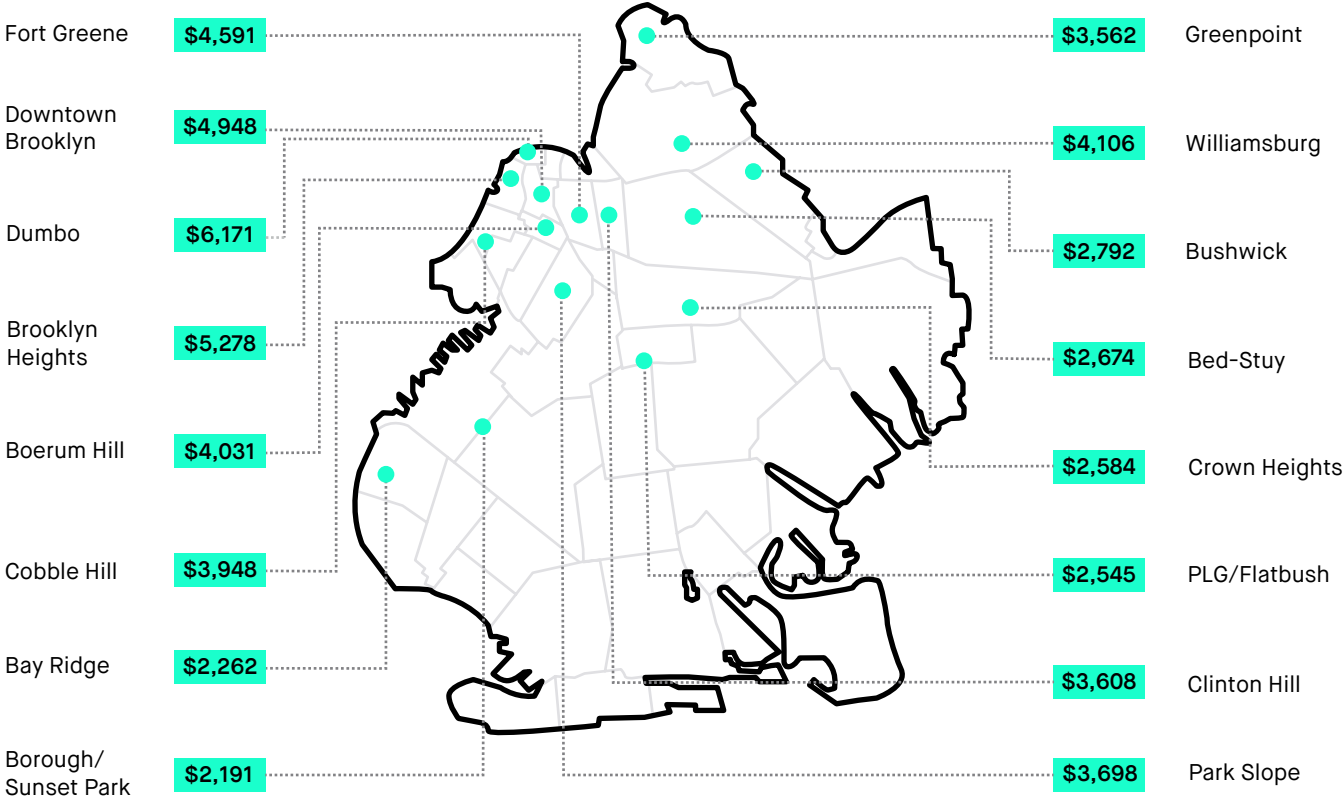 Fort Greene
$4,591
Downtown
Brooklyn
$4,948
Dumbo
$6,171
Brooklyn
Heights
$5,278
Boerum Hill
$4,031
Cobble Hill
$3,948
Bay Ridge
$2,262
Borough/
Sunset Park
$2,191
$3,562
Greenpoint
$4,106
Williamsburg
$2,792
Bushwick
$2,674
Bed-Stuy
$2,584
Crown Heights
$2,545
PLG/Flatbush
$3,608
Clinton Hill
$3,698
Park Slope